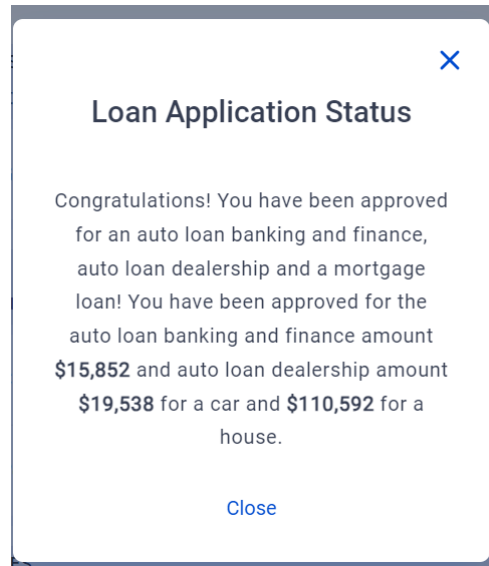 Loan Application Status
Congratulations! You have been approved
for an auto loan banking and finance,
auto loan dealership and a mortgage
loan! You have been approved for the
auto loan banking and finance amount
$15,852 and auto loan dealership amount
$19,538 for a car and $110,592 for a
house.
Close